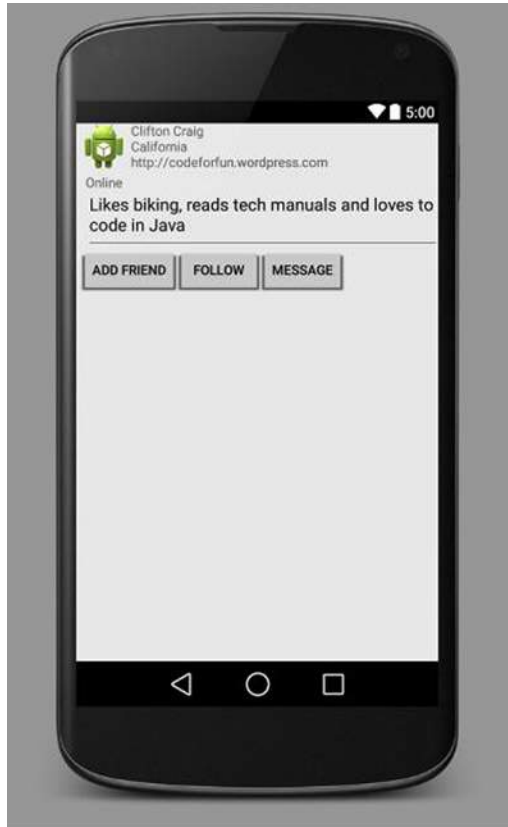 5:00
Clifton Craig
California
http://codeforfun.wordpress.com
Online
Likes biking, reads tech manuals and loves to
code in Java
ADD FRIEND
FOLLOW
MESSAGE